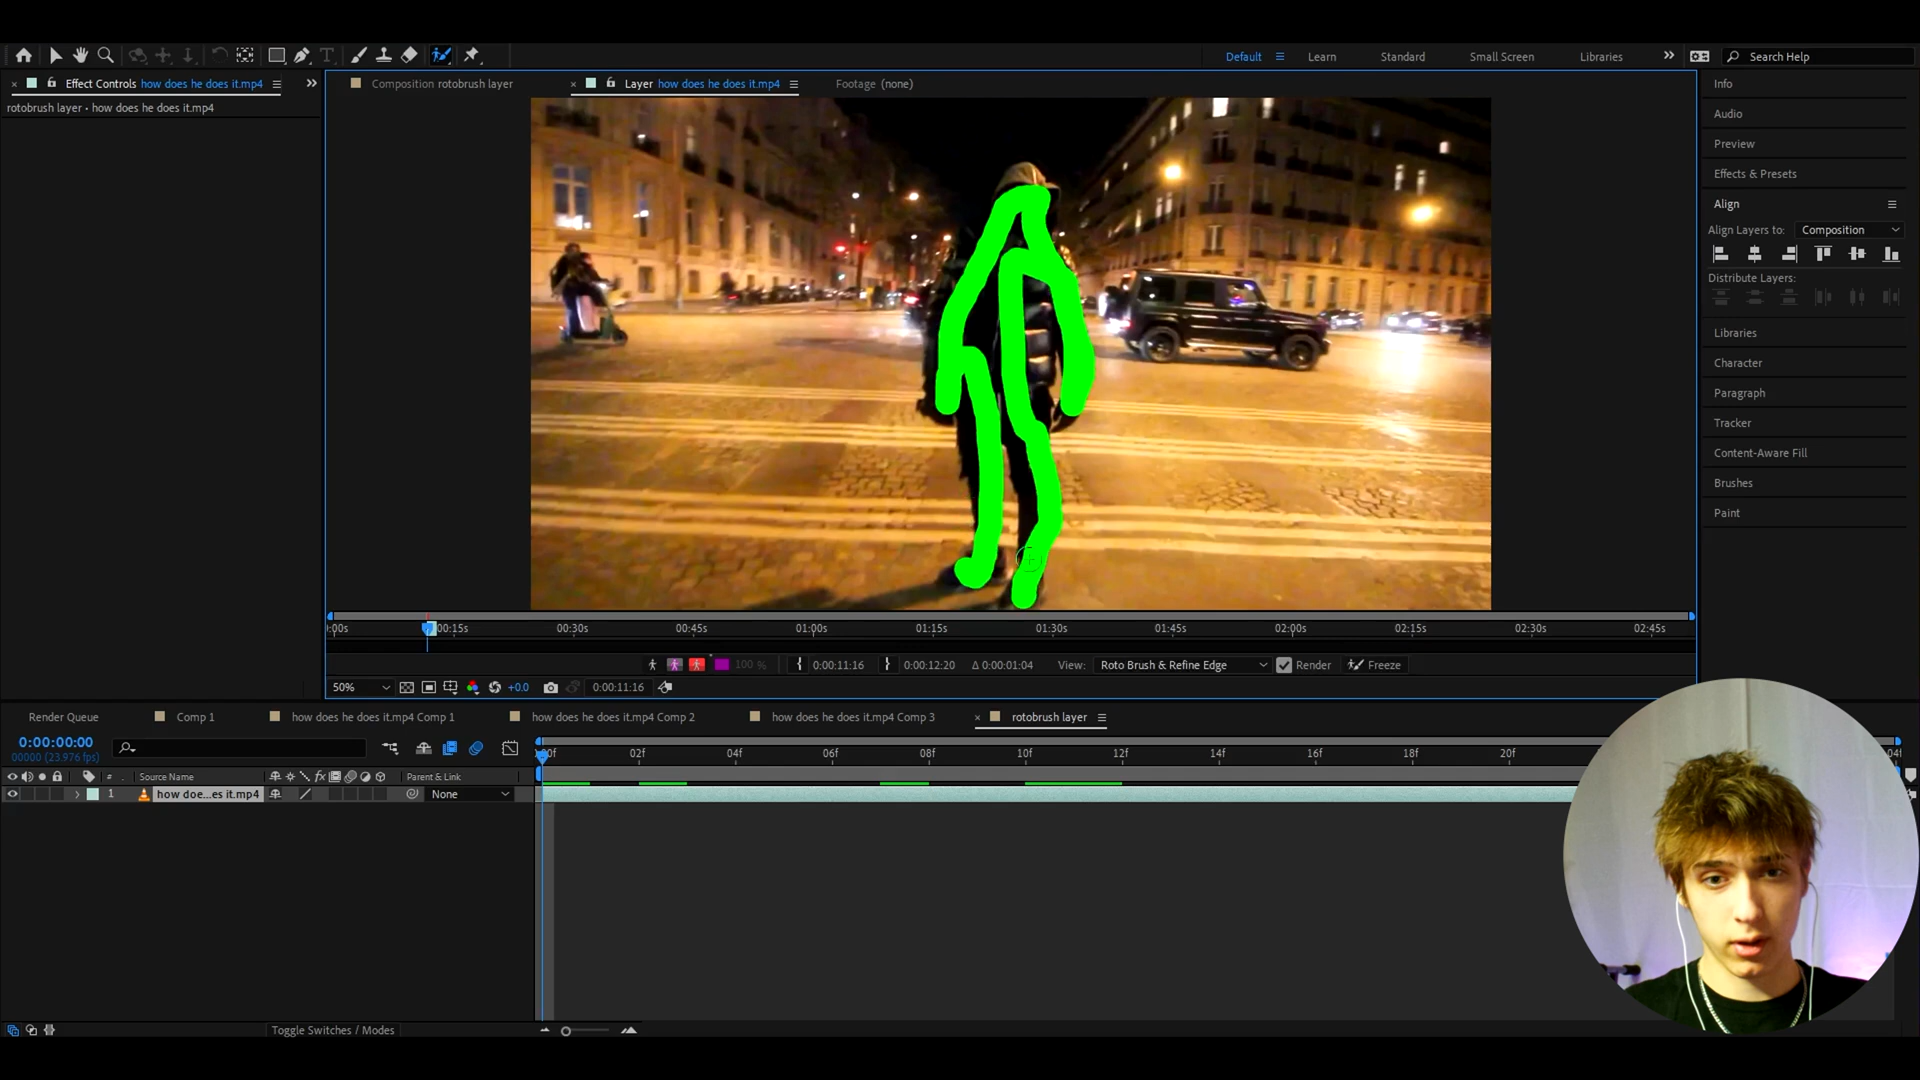 Default
Learn
Standard
Small Screen
Libraries
Search Help
Effect Controls how does he does it.mp4
Composition rotobrush layer
Layer how does he does it.mp4
Footage (none)
rotobrush layer • how does he does it.mp4
Info
Audio
Preview
Effects & Presets
Align
Align Layers to: Composition
Distribute Layers:
Libraries
Character
Paragraph
Tracker
Content-Aware Fill
Brushes
Paint
:00s 00:15s 00:30s 00:45s 01:00s 01:15s 01:30s 01:45s 02:00s 02:15s 02:30s 02:45s
100 % 0:00:11:16 0:00:12:20 Δ 0:00:01:04 View: Roto Brush & Refine Edge Render Freeze
50% +0.0 0:00:11:16
Render Queue Comp 1 how does he does it.mp4 Comp 1 how does he does it.mp4 Comp 2 how does he does it.mp4 Comp 3 rotobrush layer
0:00:00:00
00000 (23.976 fps)
:00f 02f 04f 06f 08f 10f 12f 14f 16f 18f 20f 04f
# Source Name Parent & Link
1 how doe...es it.mp4 None
Toggle Switches / Modes